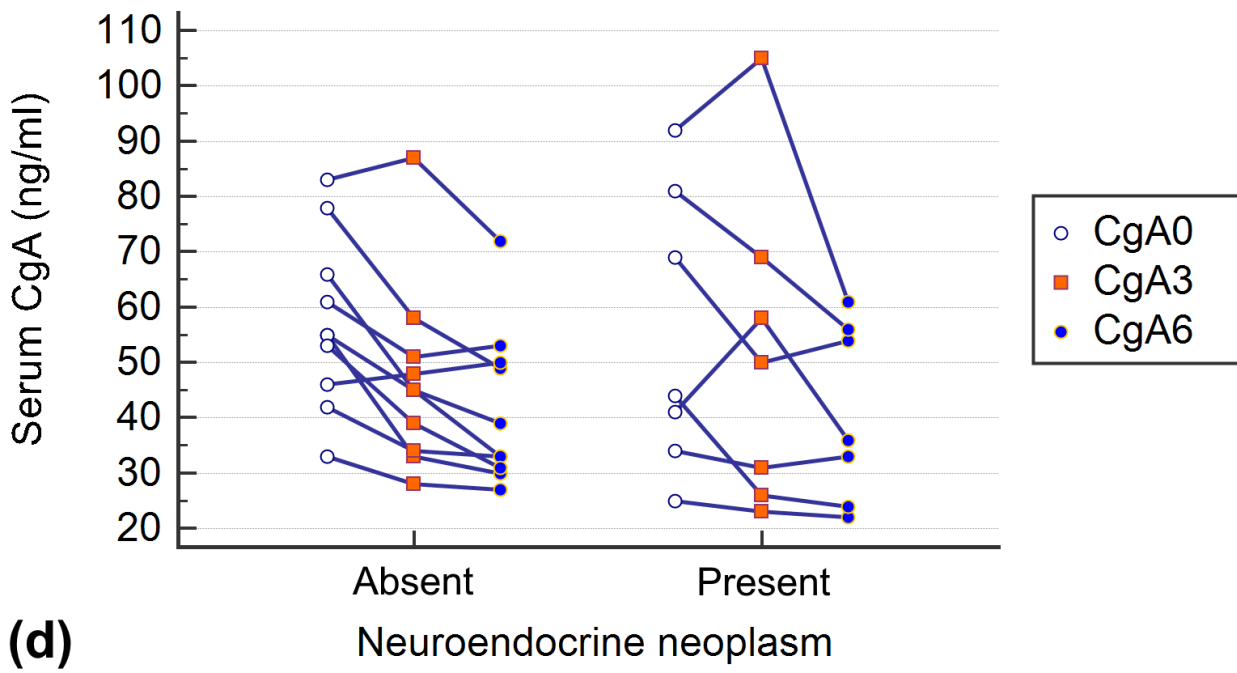 Serum CgA (ng/ml)
110
100
90
80
70
60
50
40
30
20
Absent
Present
Neuroendocrine neoplasm
(d)
CgA0
CgA3
CgA6